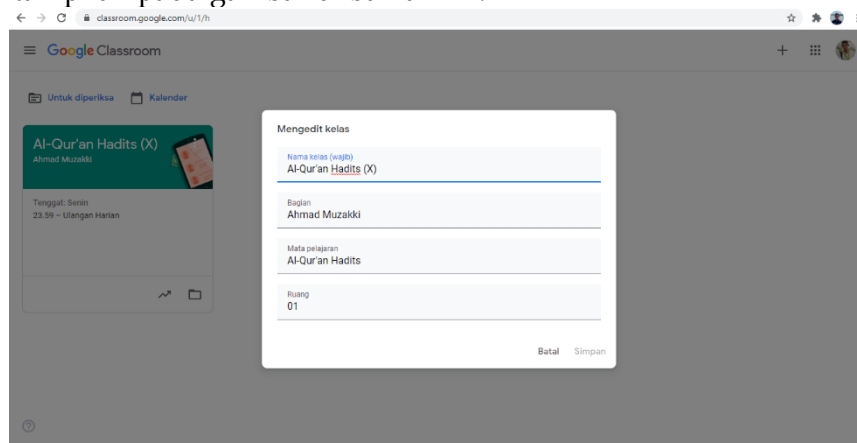 classroom.google.com/u/1/h
Google Classroom
Untuk diperiksa
Kalender
Al-Qur'an Hadits (X)
Ahmad Muzakki
Tenggat: Senin
23.59 – Ulangan Harian
Mengedit kelas
Nama kelas (wajib)
Al-Qur'an Hadits (X)
Bagian
Ahmad Muzakki
Mata pelajaran
Al-Qur'an Hadits
Ruang
01
Batal Simpan